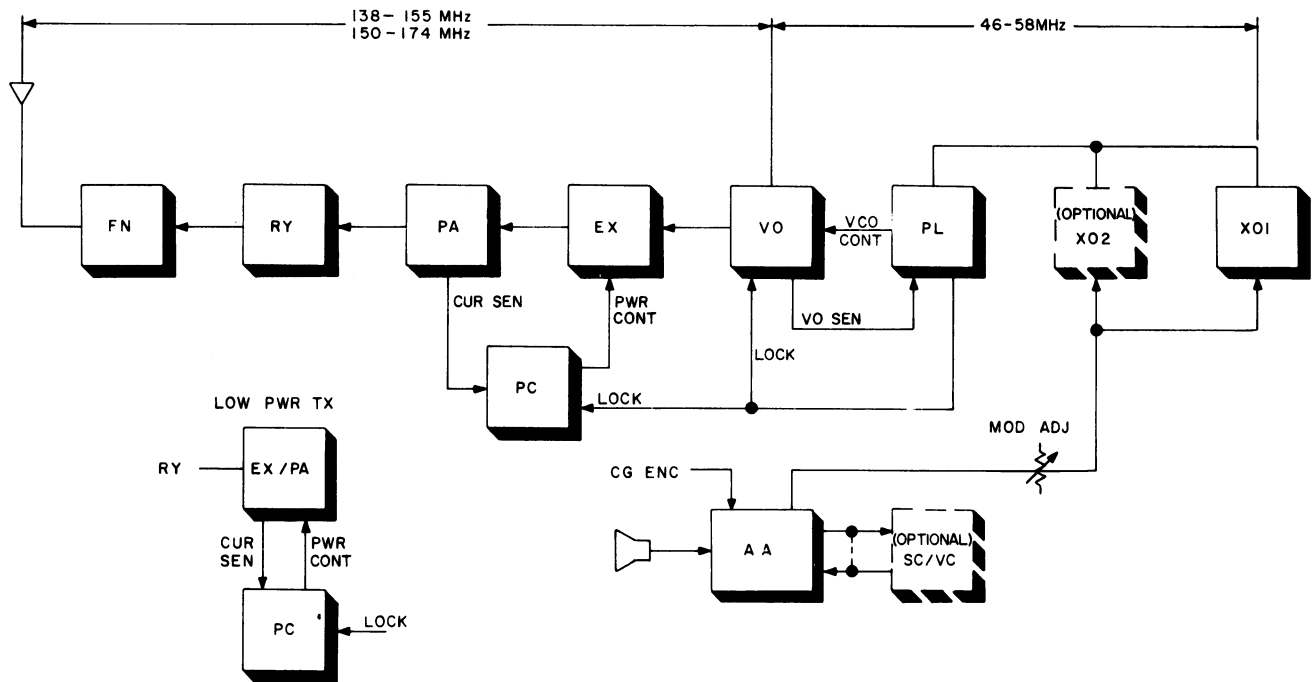 138–155 MHz
150–174 MHz
46–58MHz
FN
RY
PA
EX
VO
VCO
CONT
PL
(OPTIONAL)
XO2
XO1
CUR SEN
PWR
CONT
VO SEN
LOCK
PC
LOCK
LOW PWR TX
RY
EX/PA
CUR
SEN
PWR
CONT
PC
LOCK
MOD ADJ
CG ENC
AA
(OPTIONAL)
SC/VC